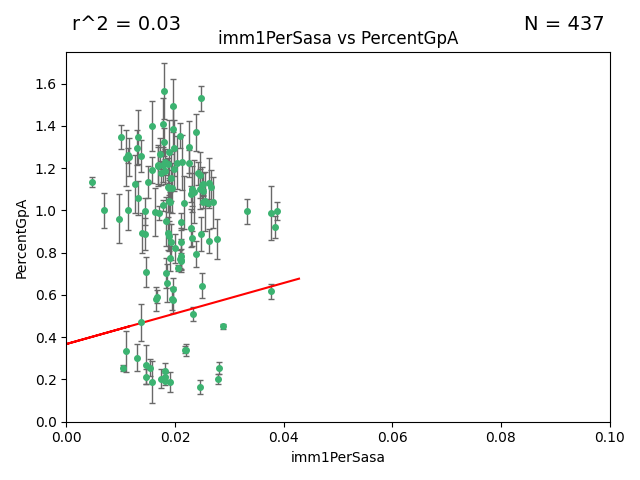 r^2 = 0.03
N = 437
imm1PerSasa vs PercentGpA
PercentGpA
1.6
1.4
1.2
1.0
0.8
0.6
0.4
0.2
0.0
0.00 0.02 0.04 0.06 0.08 0.10
imm1PerSasa